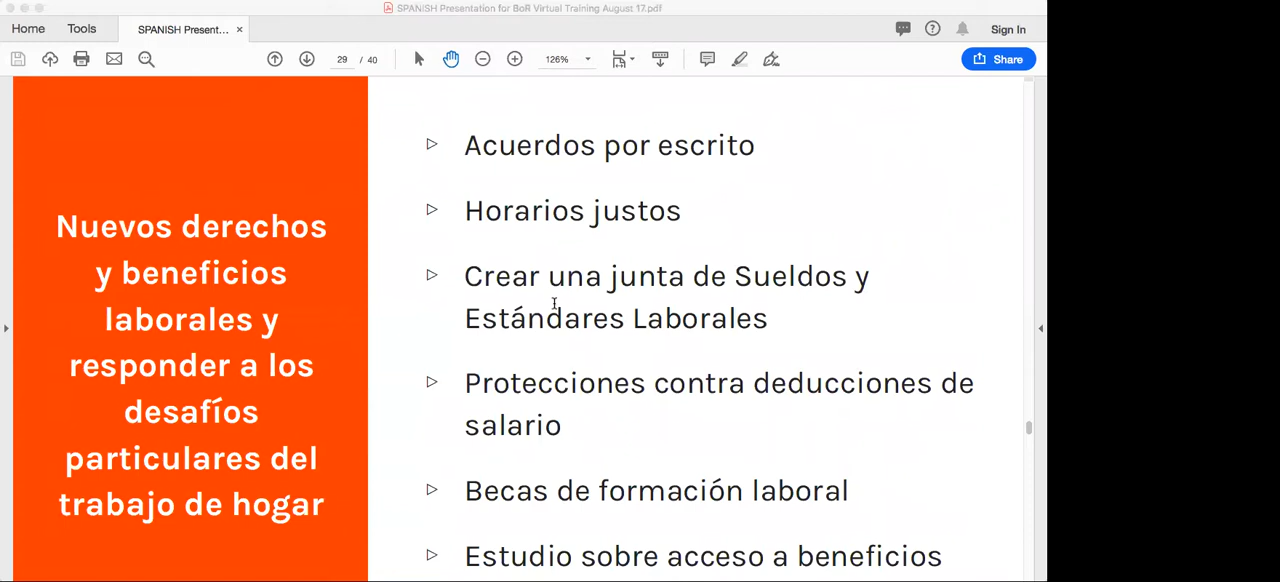 SPANISH Presentation for BoR Virtual Training August 17.pdf
Home Tools SPANISH Present... × Sign In
29 / 40 126% Share
Nuevos derechos
y beneficios
laborales y
responder a los
desafíos
particulares del
trabajo de hogar
Acuerdos por escrito
Horarios justos
Crear una junta de Sueldos y
Estándares Laborales
Protecciones contra deducciones de
salario
Becas de formación laboral
Estudio sobre acceso a beneficios